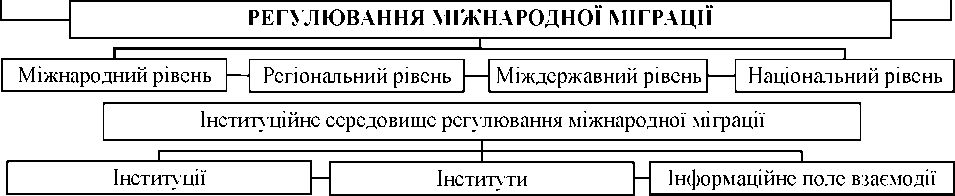 РЕГУЛЮВАННЯ МІЖНАРОДНОЇ МІГРАЦІЇ
Міжнародний рівень Регіональний рівень Міждержавний рівень Національний рівень
Інституційне середовище регулювання міжнародної міграції
Інституції Інститути Інформаційне поле взаємодії